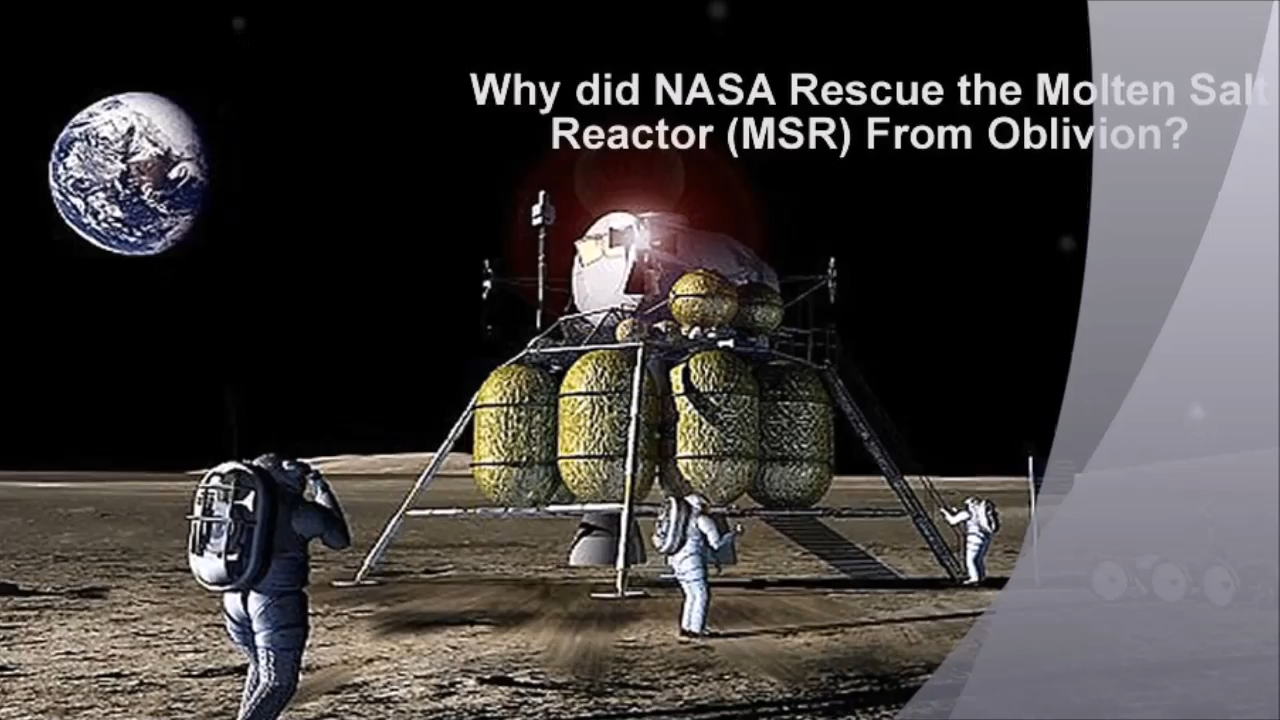 Why did NASA Rescue the Molten Salt
Reactor (MSR) From Oblivion?